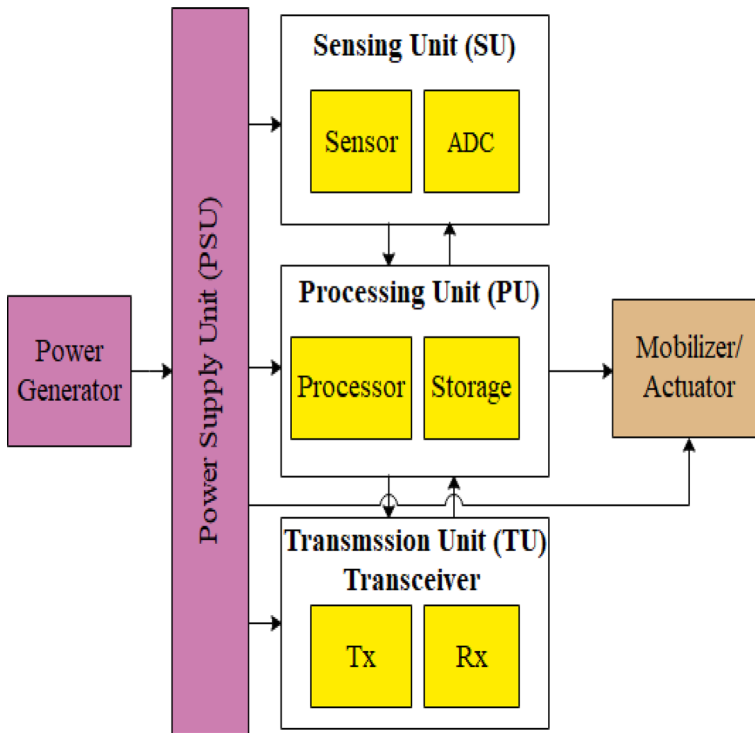 Sensing Unit (SU)
Sensor
ADC
Power Supply Unit (PSU)
Processing Unit (PU)
Power
Generator
Processor
Storage
Mobilizer/
Actuator
Transmssion Unit (TU)
Transceiver
Tx
Rx